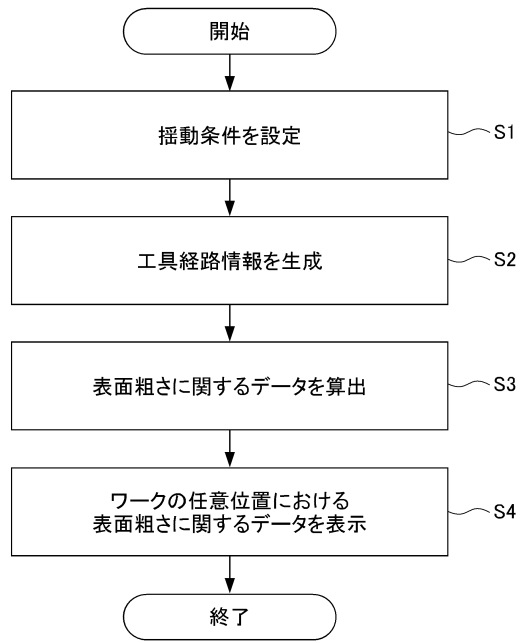 開始
揺動条件を設定
S1
工具経路情報を生成
S2
表面粗さに関するデータを算出
S3
ワークの任意位置における
表面粗さに関するデータを表示
S4
終了